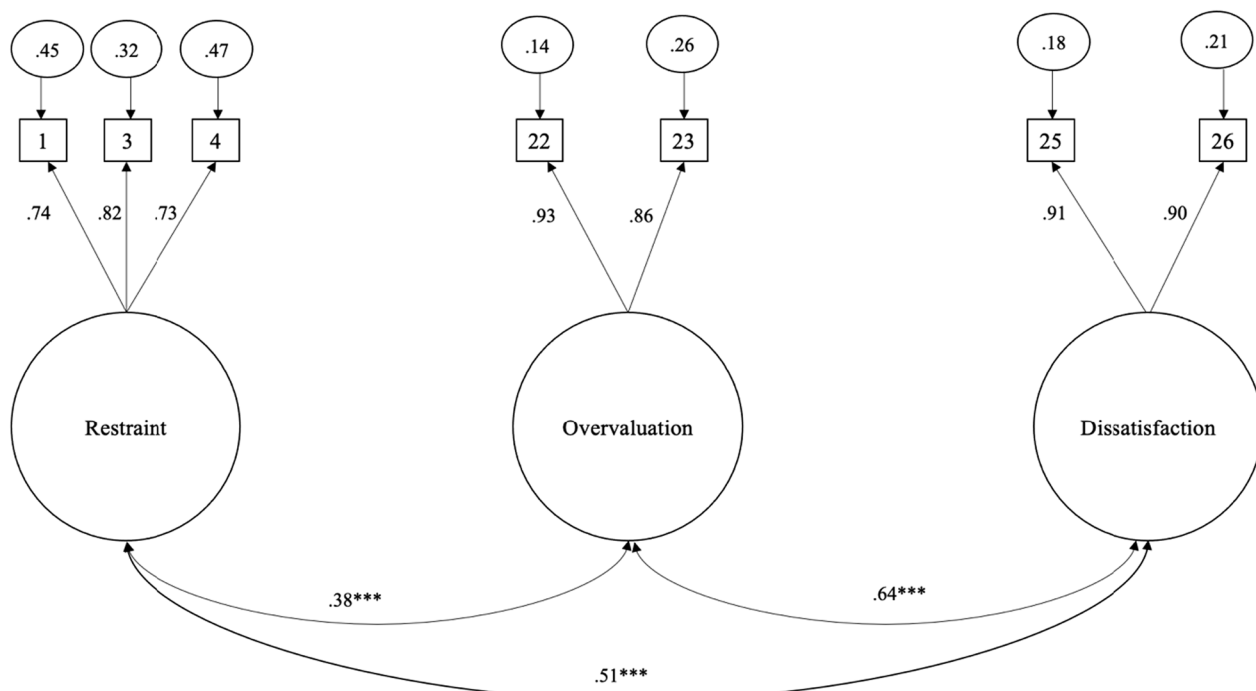 .45 .32 .47 .14 .26 .18 .21
1 3 4 22 23 25 26
.74 .82 .73 .93 .86 .91 .90
Restraint Overvaluation Dissatisfaction
.38*** .64***
.51***